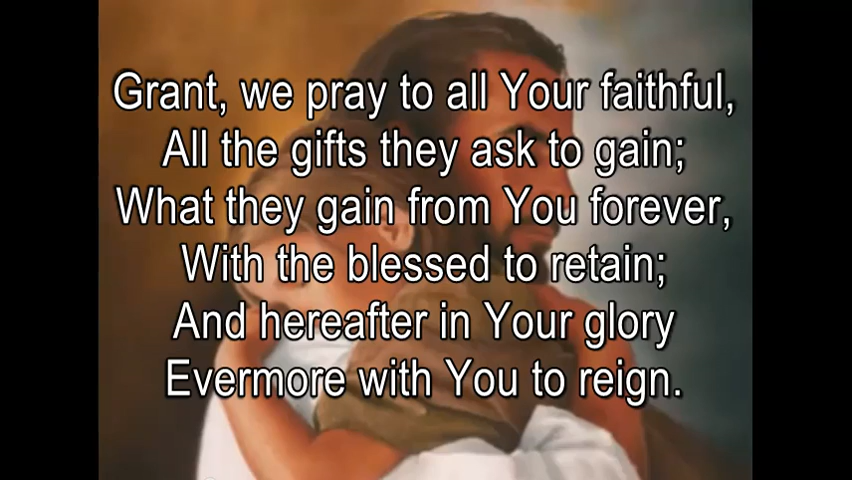 Grant, we pray to all Your faithful,
All the gifts they ask to gain;
What they gain from You forever,
With the blessed to retain;
And hereafter in Your glory
Evermore with You to reign.